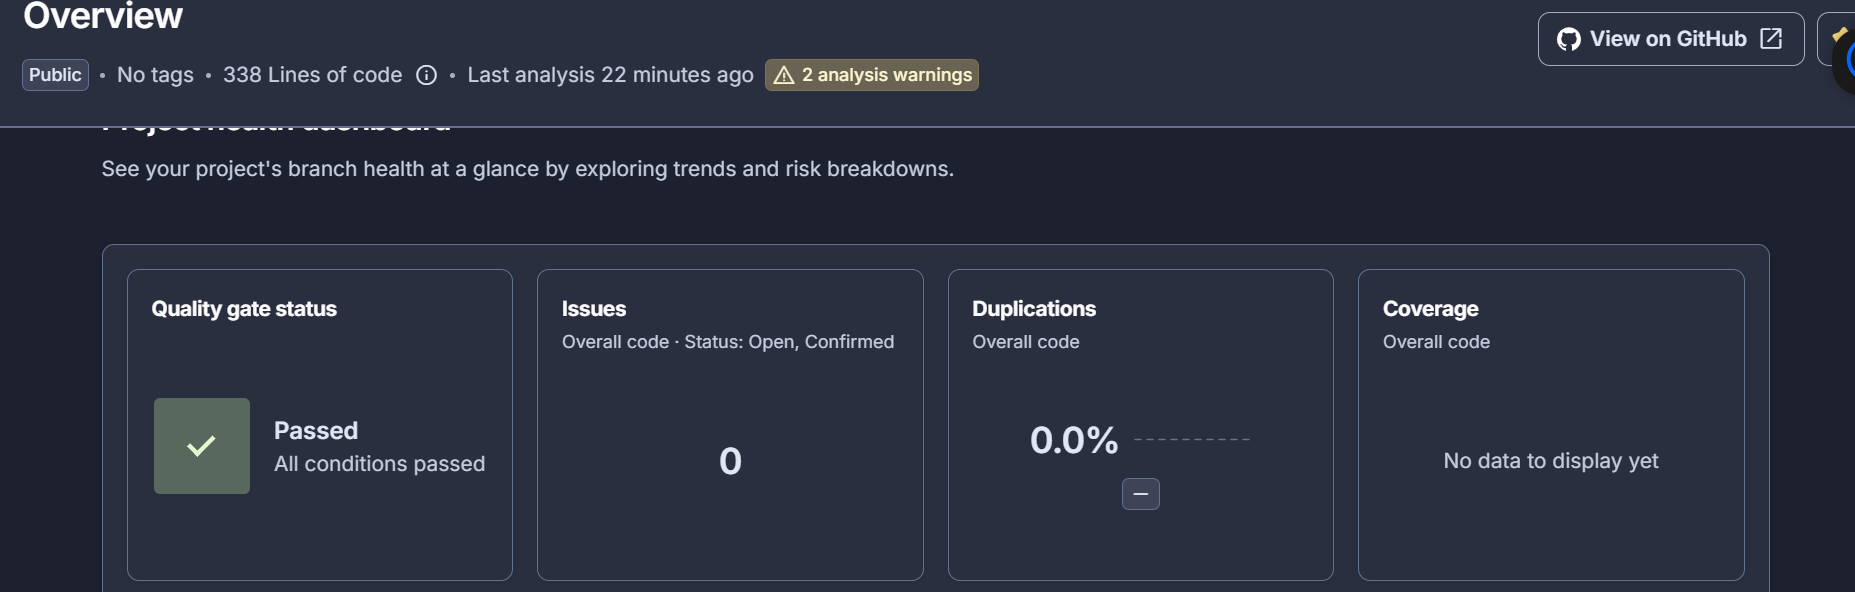 Overview
View on GitHub
Public • No tags • 338 Lines of code • Last analysis 22 minutes ago 2 analysis warnings
Project health dashboard
See your project's branch health at a glance by exploring trends and risk breakdowns.
Quality gate status
Passed
All conditions passed
Issues
Overall code · Status: Open, Confirmed
0
Duplications
Overall code
0.0%
Coverage
Overall code
No data to display yet